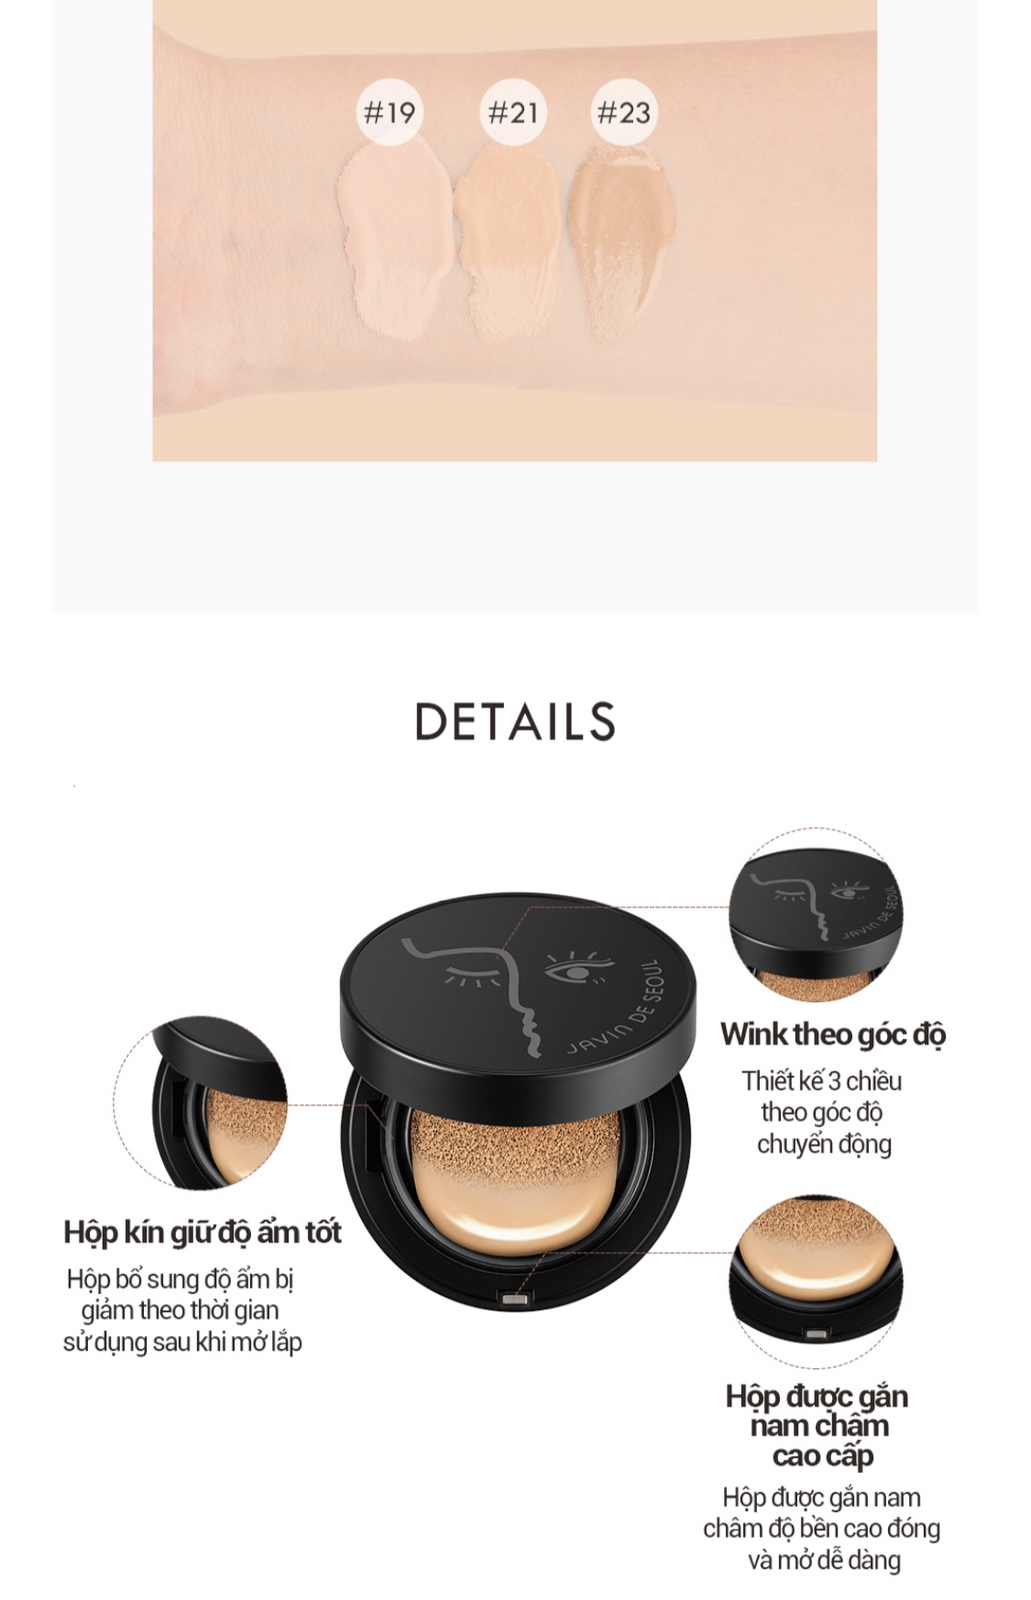 #19 #21 #23
DETAILS
JAVIN DE SEOUL
JAVIN DE SEOUL
Wink theo góc độ
Thiết kế 3 chiều
theo góc độ
chuyển động
Hộp kín giữ độ ẩm tốt
Hộp bổ sung độ ẩm bị
giảm theo thời gian
sử dụng sau khi mở lắp
Hộp được gắn
nam châm
cao cấp
Hộp được gắn nam
châm độ bền cao đóng
và mở dễ dàng